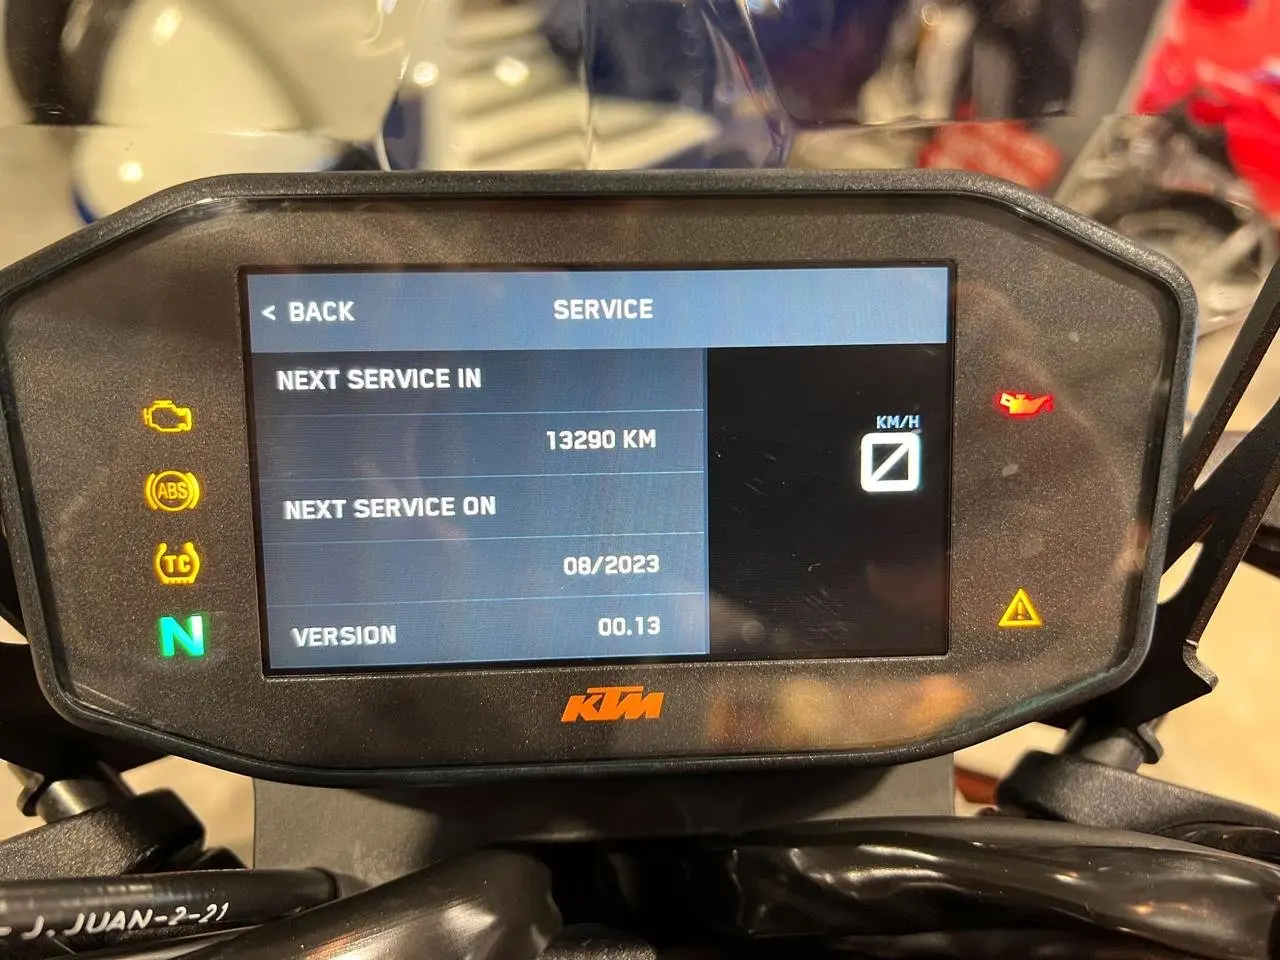 < BACK
SERVICE
NEXT SERVICE IN
13290 KM
NEXT SERVICE ON
08/2023
VERSION
00.13
KM/H
0
ABS
TC
N
KTM
- J. JUAN-2-21